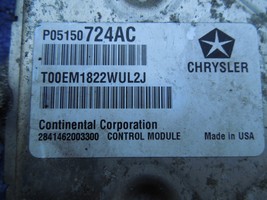 P05150724AC
CHRYSLER
T00EM1822WUL2J
Continental Corporation
2841462003300 CONTROL MODULE Made in USA